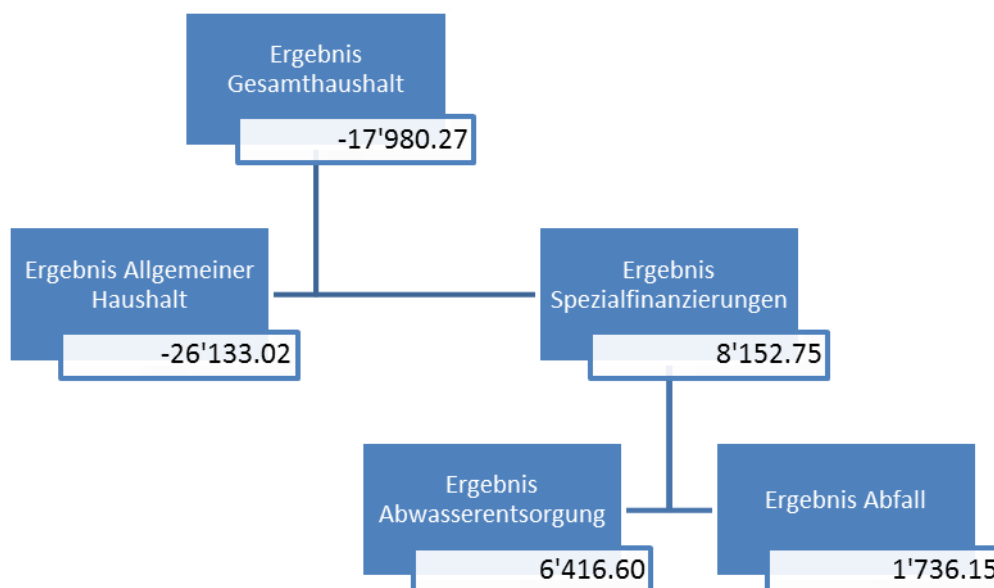 Ergebnis
Gesamthaushalt
-17'980.27
Ergebnis Allgemeiner
Haushalt
-26'133.02
Ergebnis
Spezialfinanzierungen
8'152.75
Ergebnis
Abwasserentsorgung
6'416.60
Ergebnis Abfall
1'736.15